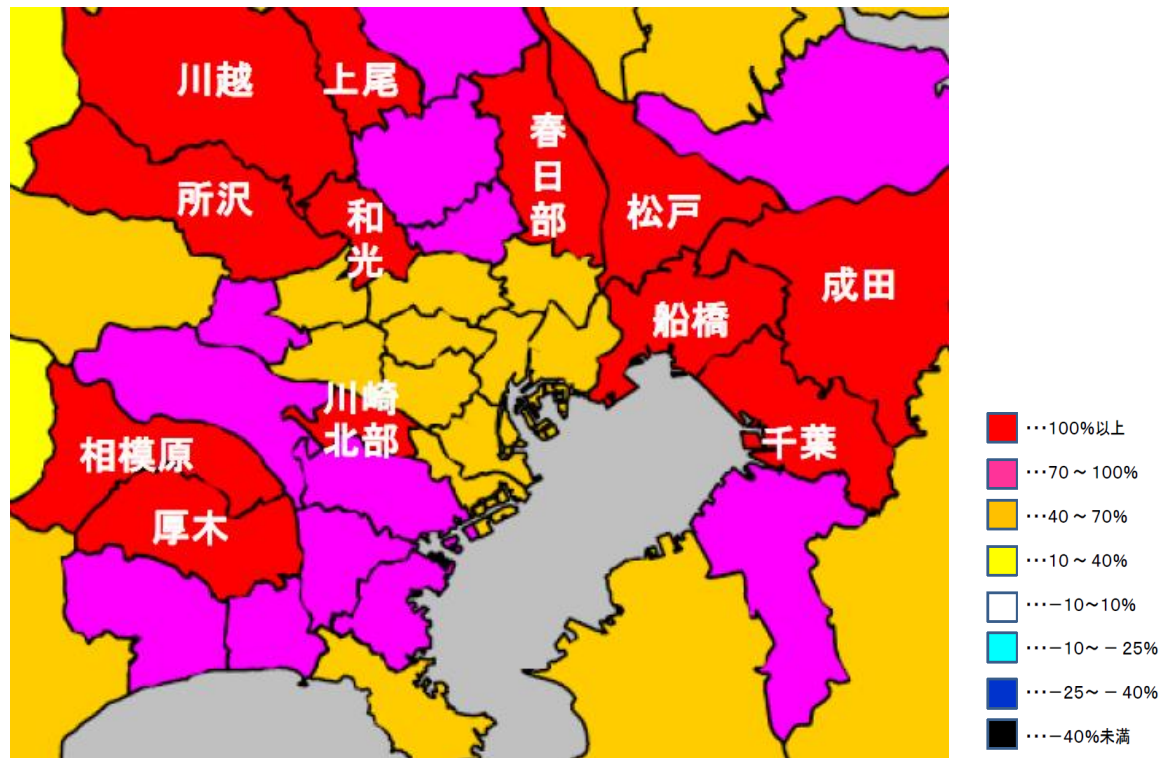 川越
上尾
春日部
所沢
和光
松戸
成田
船橋
川崎
北部
相模原
千葉
厚木
…100%以上
…70～100%
…40～70%
…10～40%
…－10～10%
…－10～－25%
…－25～－40%
…－40%未満